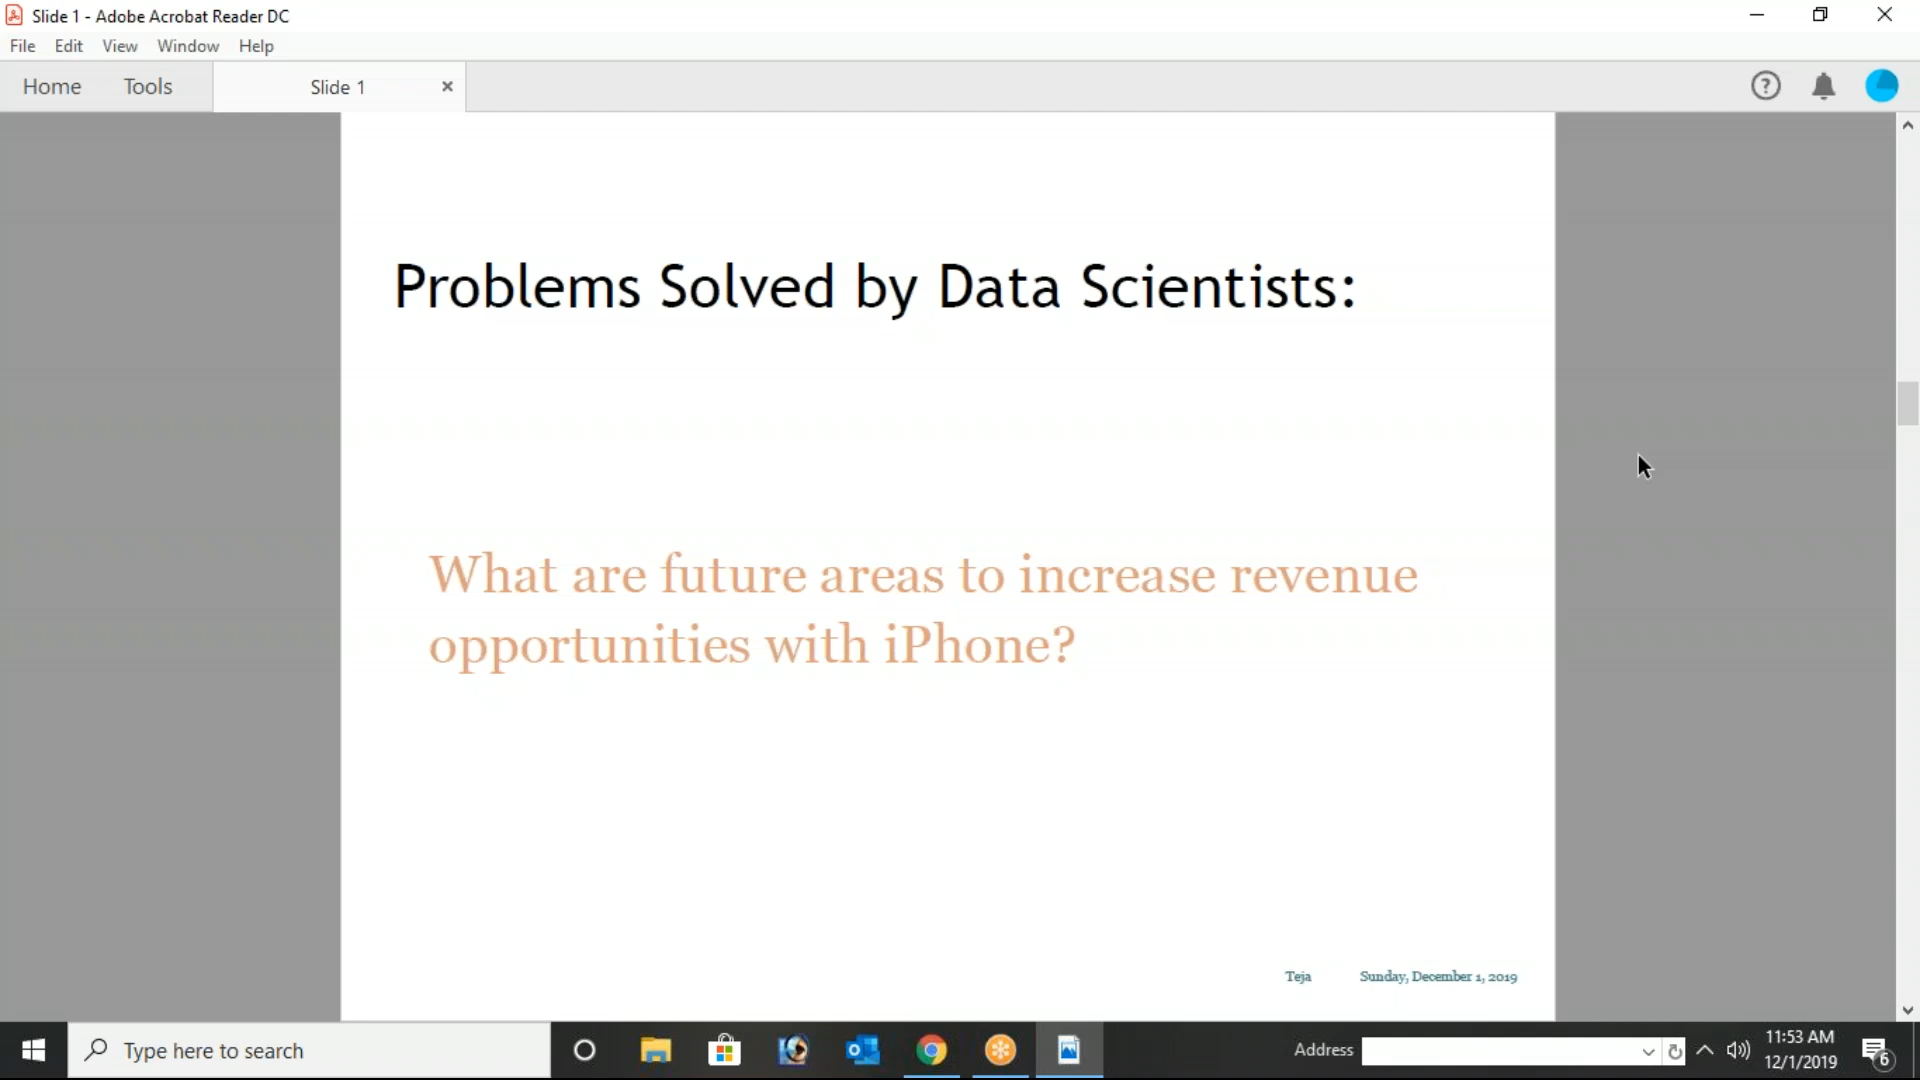 Slide 1 - Adobe Acrobat Reader DC
File Edit View Window Help
Home Tools Slide 1
Problems Solved by Data Scientists:
What are future areas to increase revenue
opportunities with iPhone?
Teja Sunday, December 1, 2019
Type here to search
Address
11:53 AM
12/1/2019
6